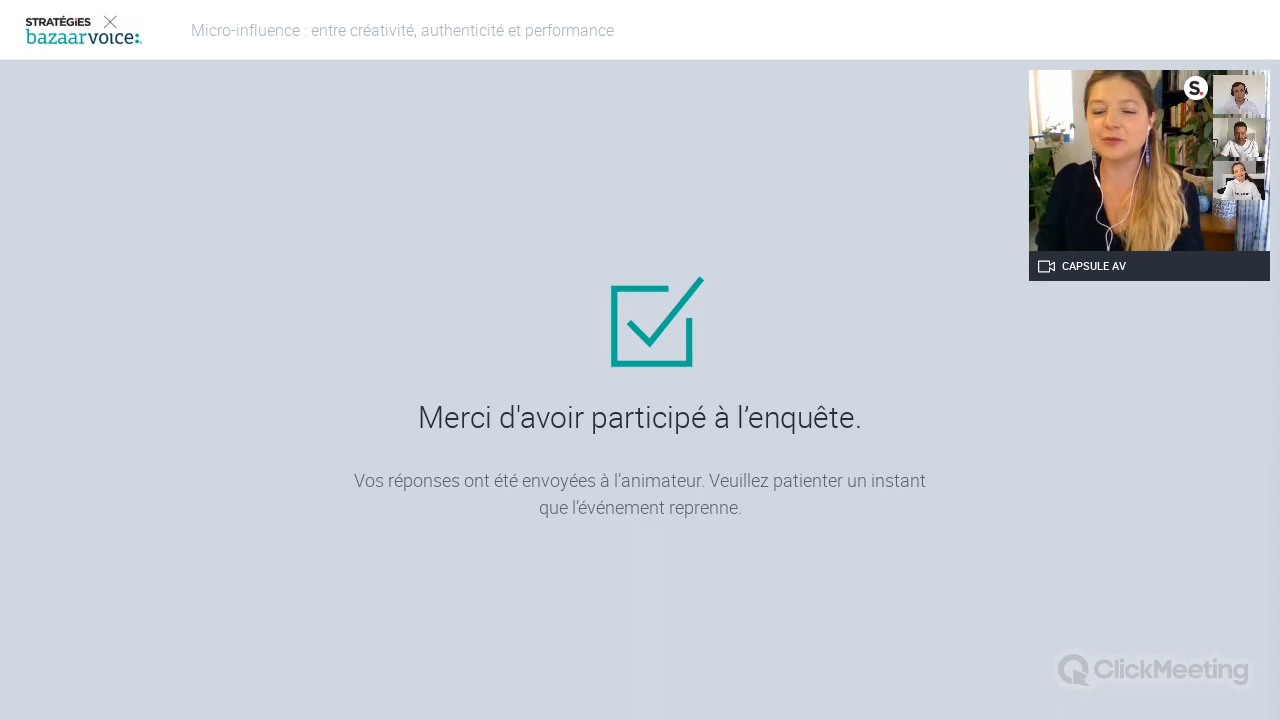 STRATÉGIES
bazaarvoice:
Micro-influence : entre créativité, authenticité et performance
S.
CAPSULE AV
Merci d'avoir participé à l’enquête.
Vos réponses ont été envoyées à l’animateur. Veuillez patienter un instant
que l’événement reprenne.
ClickMeeting